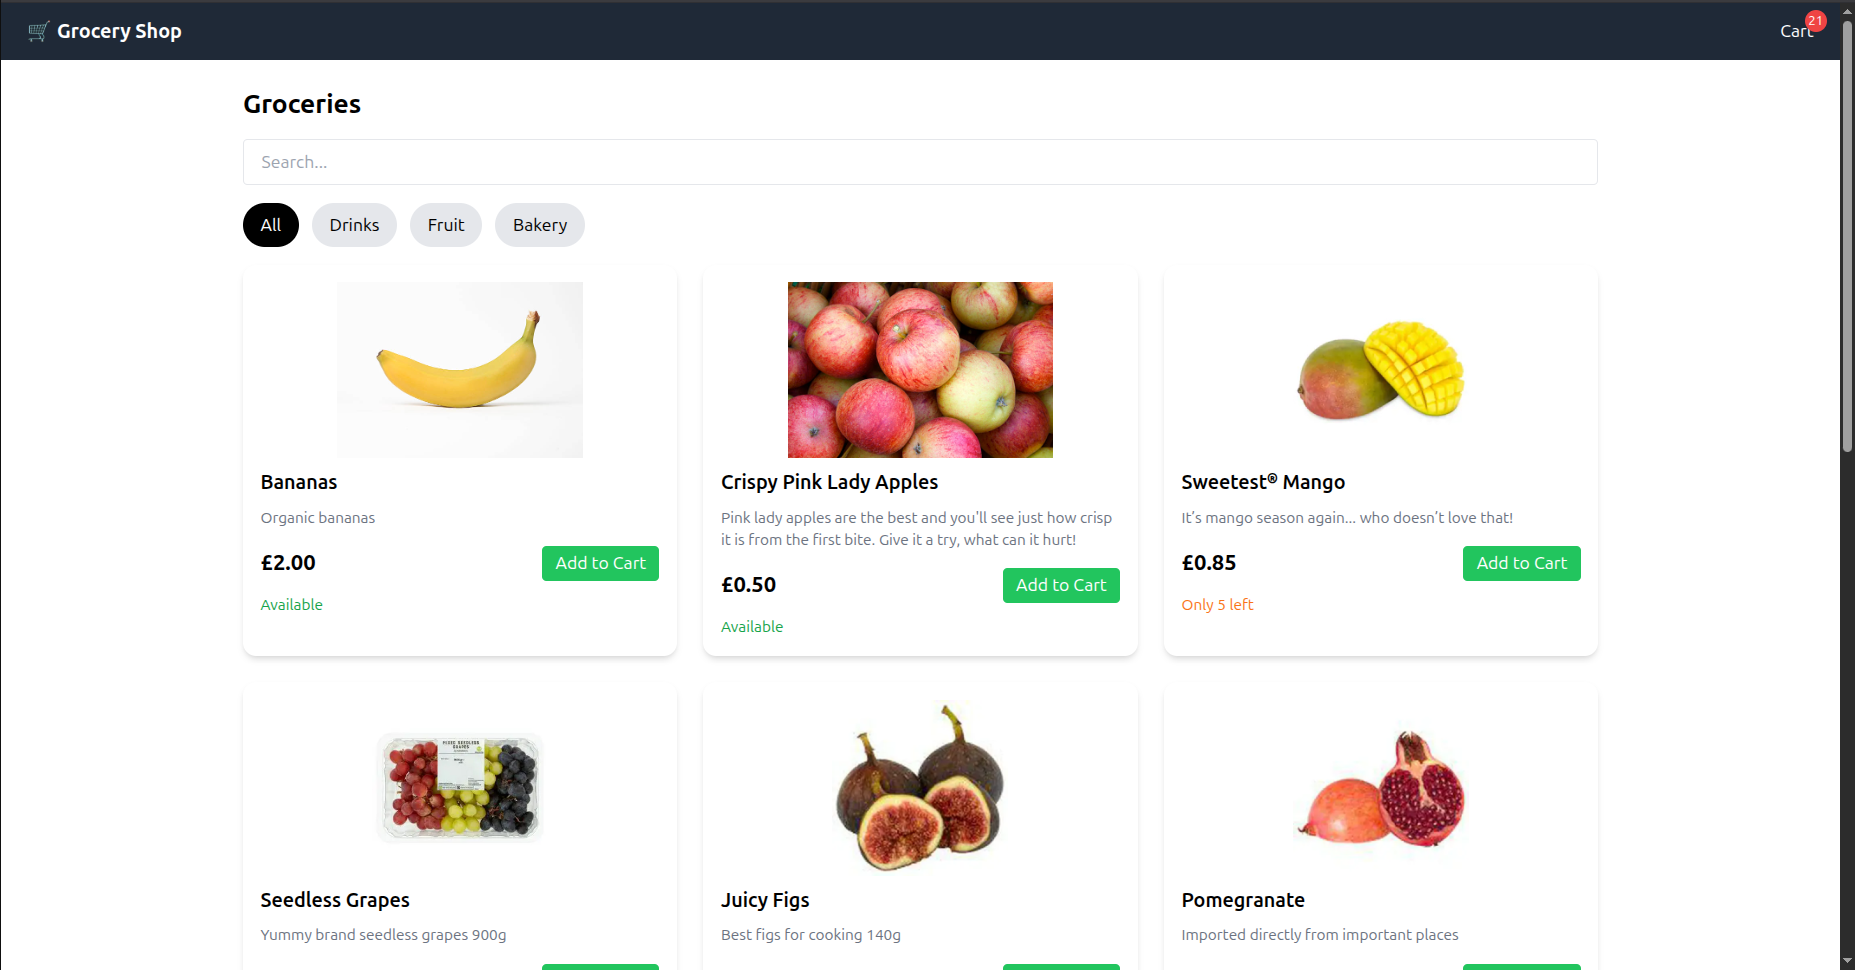 🛒 Grocery Shop
Cart
21
Groceries
Search...
All
Drinks
Fruit
Bakery
Bananas
Organic bananas
£2.00
Add to Cart
Available
Crispy Pink Lady Apples
Pink lady apples are the best and you'll see just how crisp
it is from the first bite. Give it a try, what can it hurt!
£0.50
Add to Cart
Available
Sweetest® Mango
It's mango season again... who doesn't love that!
£0.85
Add to Cart
Only 5 left
Seedless Grapes
Yummy brand seedless grapes 900g
Juicy Figs
Best figs for cooking 140g
Pomegranate
Imported directly from important places